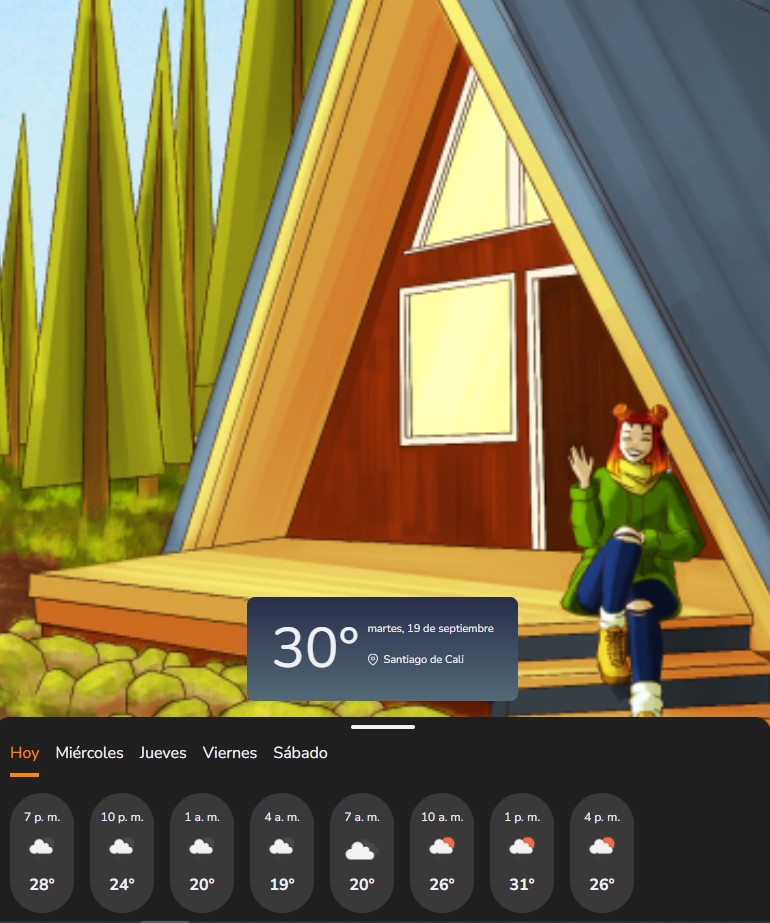 30°
martes, 19 de septiembre
Santiago de Cali
Hoy Miércoles Jueves Viernes Sábado
7 p. m. 10 p. m. 1 a. m. 4 a. m. 7 a. m. 10 a. m. 1 p. m. 4 p. m.
28° 24° 20° 19° 20° 26° 31° 26°